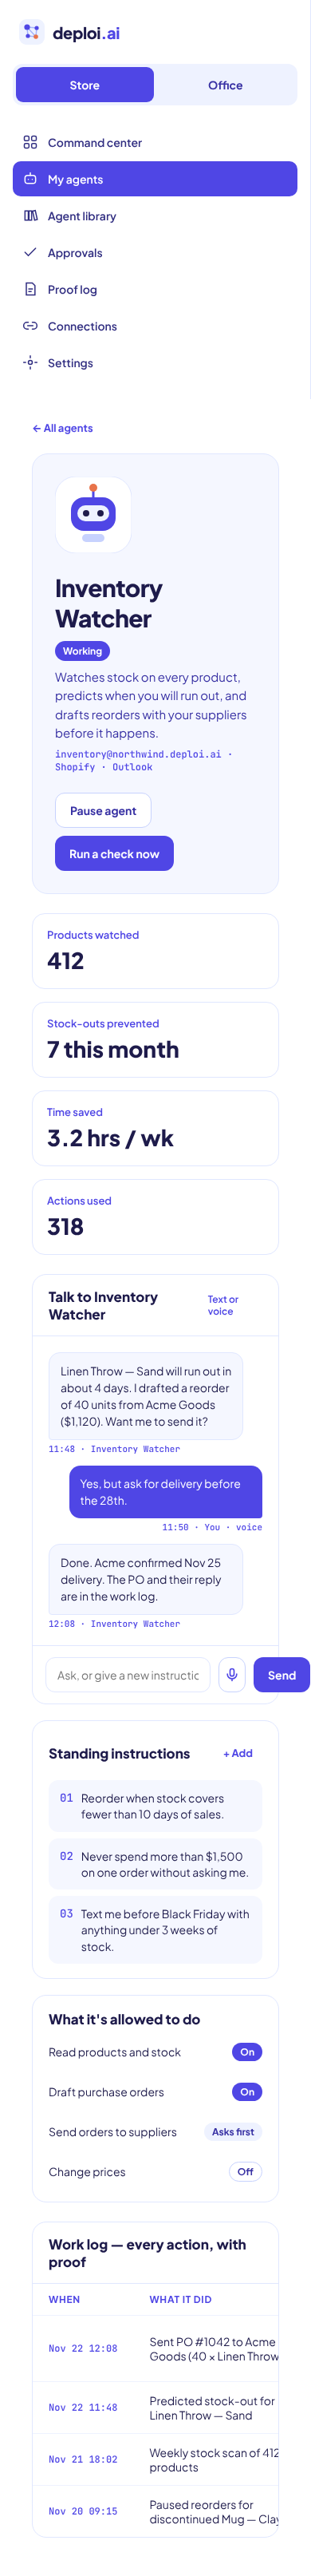 deploi.ai
Store
Office
Command center
My agents
Agent library
Approvals
Proof log
Connections
Settings
← All agents
Inventory
Watcher
Working
Watches stock on every product,
predicts when you will run out, and
drafts reorders with your suppliers
before it happens.
inventory@northwind.deploi.ai ·
Shopify · Outlook
Pause agent
Run a check now
Products watched
412
Stock-outs prevented
7 this month
Time saved
3.2 hrs / wk
Actions used
318
Talk to Inventory
Watcher
Text or
voice
Linen Throw — Sand will run out in
about 4 days. I drafted a reorder
of 40 units from Acme Goods
($1,120). Want me to send it?
11:48 · Inventory Watcher
Yes, but ask for delivery before
the 28th.
11:50 · You · voice
Done. Acme confirmed Nov 25
delivery. The PO and their reply
are in the work log.
12:08 · Inventory Watcher
Ask, or give a new instructic
Send
Standing instructions
+ Add
01 Reorder when stock covers
fewer than 10 days of sales.
02 Never spend more than $1,500
on one order without asking me.
03 Text me before Black Friday with
anything under 3 weeks of
stock.
What it's allowed to do
Read products and stock On
Draft purchase orders On
Send orders to suppliers Asks first
Change prices Off
Work log — every action, with
proof
WHEN WHAT IT DID
Nov 22 12:08 Sent PO #1042 to Acme
Goods (40 × Linen Throw
Nov 22 11:48 Predicted stock-out for
Linen Throw — Sand
Nov 21 18:02 Weekly stock scan of 412
products
Nov 20 09:15 Paused reorders for
discontinued Mug — Clay